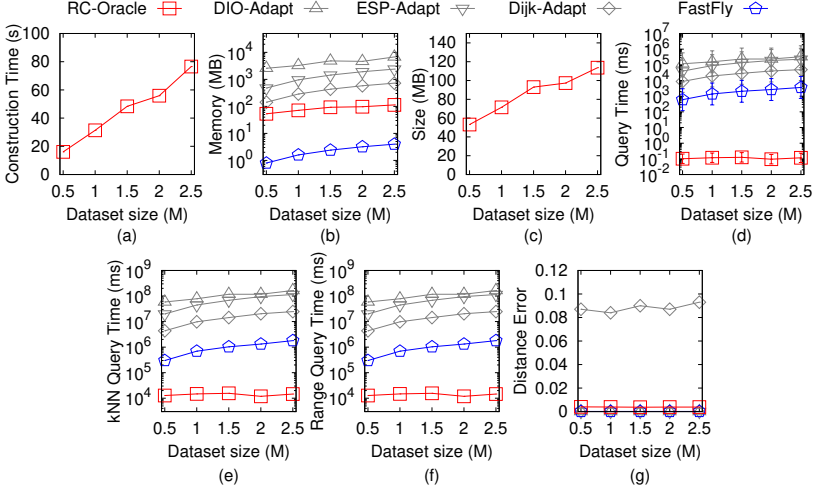 RC-Oracle DIO-Adapt ESP-Adapt Dijk-Adapt FastFly
Construction Time (s)
100
80
60
40
20
0
0.5 1 1.5 2 2.5
Dataset size (M)
(a)
Memory (MB)
10^4
10^3
10^2
10^1
10^0
0.5 1 1.5 2 2.5
Dataset size (M)
(b)
Size (MB)
140
120
100
80
60
40
20
0
0.5 1 1.5 2 2.5
Dataset size (M)
(c)
Query Time (ms)
10^7
10^6
10^5
10^4
10^3
10^2
10^1
10^0
10^-1
10^-2
0.5 1 1.5 2 2.5
Dataset size (M)
(d)
kNN Query Time (ms)
10^9
10^8
10^7
10^6
10^5
10^4
0.5 1 1.5 2 2.5
Dataset size (M)
(e)
Range Query Time (ms)
10^9
10^8
10^7
10^6
10^5
10^4
0.5 1 1.5 2 2.5
Dataset size (M)
(f)
Distance Error
0.12
0.1
0.08
0.06
0.04
0.02
0
0.5 1 1.5 2 2.5
Dataset size (M)
(g)